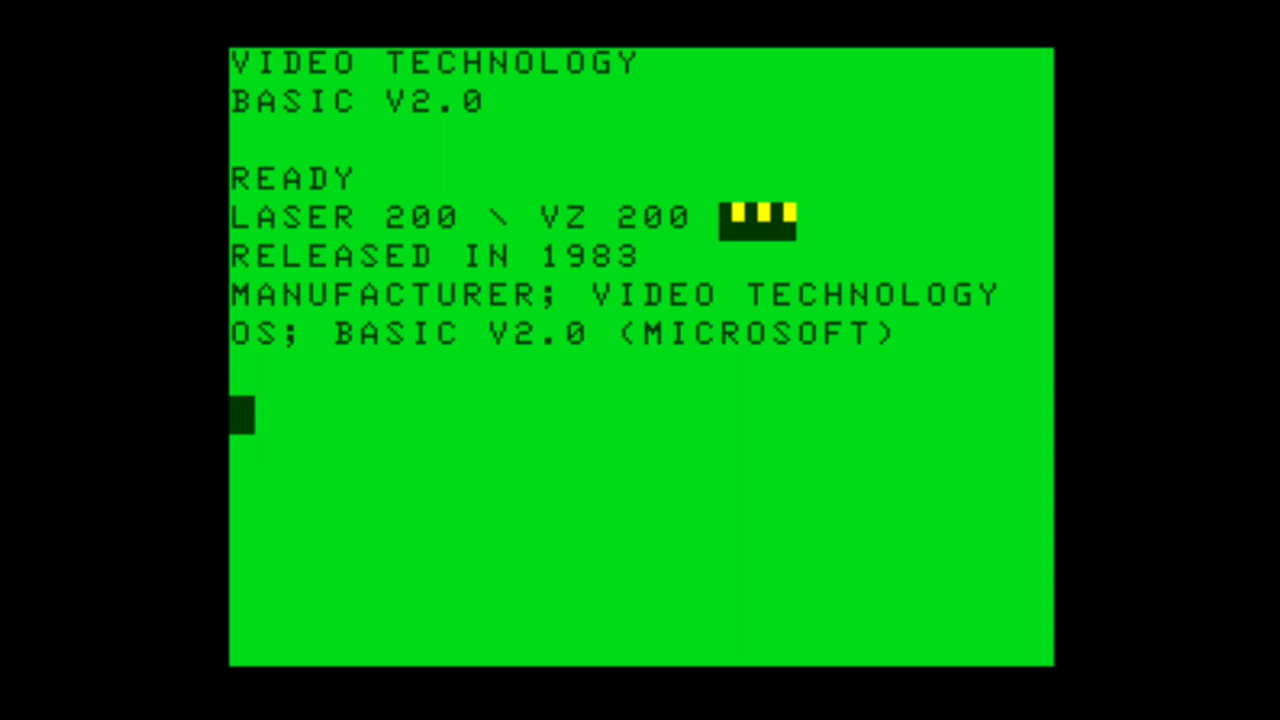 VIDEO TECHNOLOGY
BASIC V2.0
READY
LASER 200 \ VZ 200
RELEASED IN 1983
MANUFACTURER; VIDEO TECHNOLOGY
OS; BASIC V2.0 (MICROSOFT)